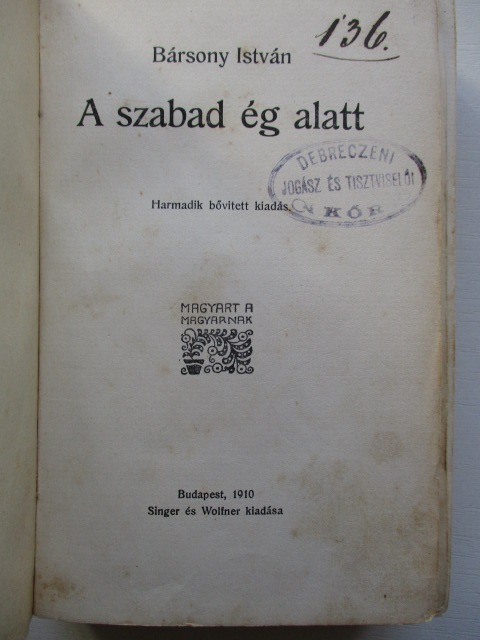 136.
Bársony István
A szabad ég alatt
DEBRECZENI
JOGÁSZ ÉS TISZTVISELŐI
KÖR
Harmadik bővitett kiadás.
MAGYART A
MAGYARNAK
Budapest, 1910
Singer és Wolfner kiadása